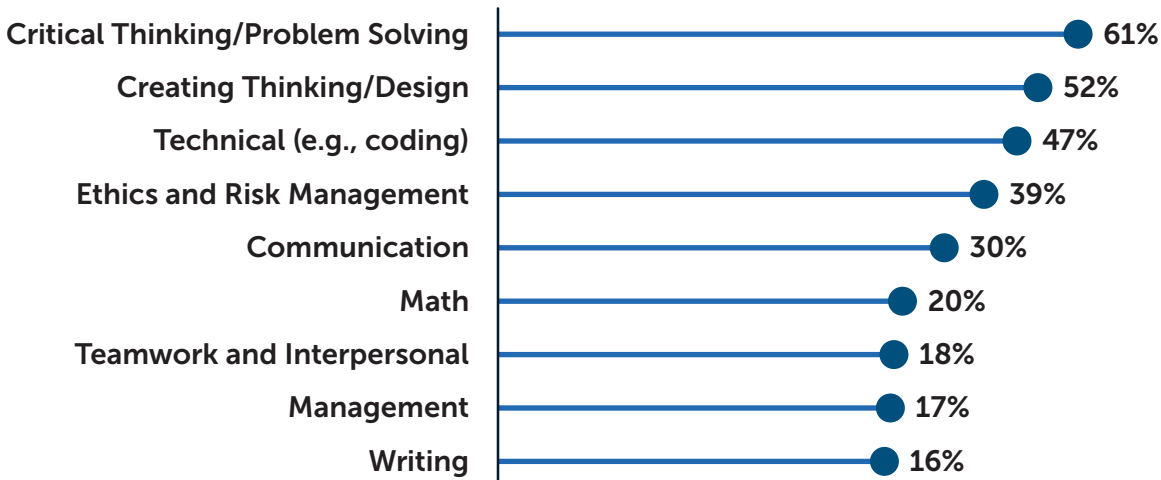 Critical Thinking/Problem Solving 61%
Creating Thinking/Design 52%
Technical (e.g., coding) 47%
Ethics and Risk Management 39%
Communication 30%
Math 20%
Teamwork and Interpersonal 18%
Management 17%
Writing 16%